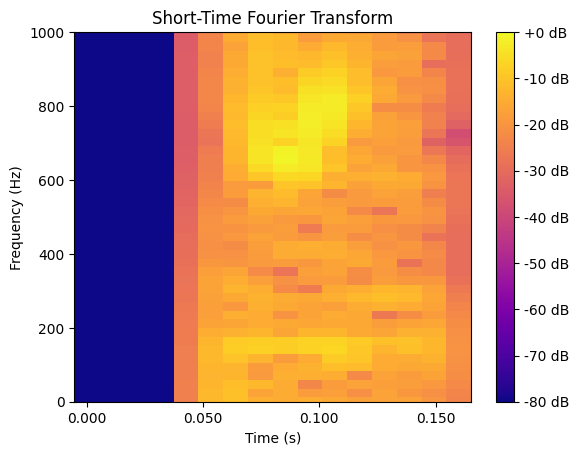 Short-Time Fourier Transform
Frequency (Hz)
1000
800
600
400
200
0
0.000
0.050
0.100
0.150
Time (s)
+0 dB
-10 dB
-20 dB
-30 dB
-40 dB
-50 dB
-60 dB
-70 dB
-80 dB